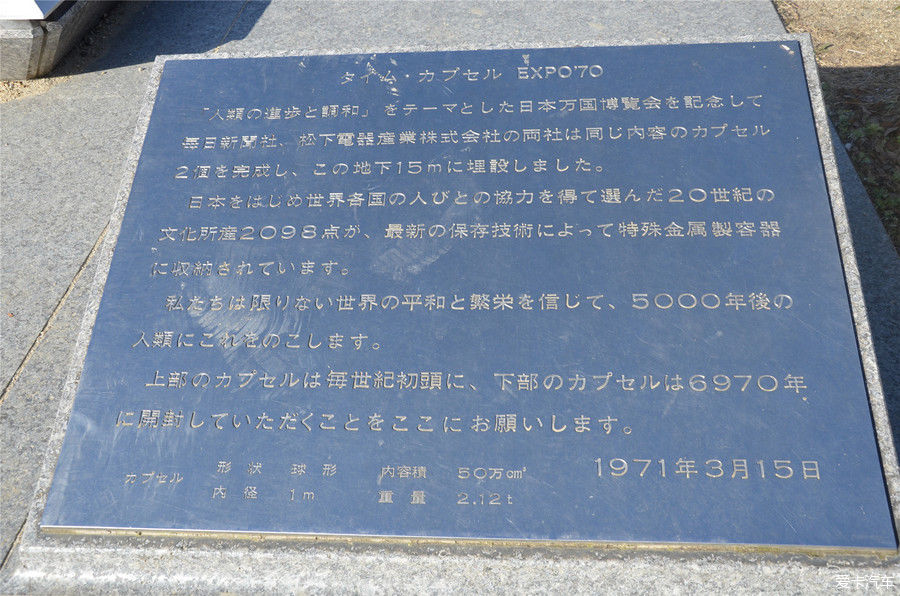 タイム・カプセル EXPO'70
「人類の進歩と調和」をテーマとした日本万国博覧会を記念して
毎日新聞社、松下電器産業株式会社の両社は同じ内容のカプセル
2個を完成し、この地下15mに埋設しました。
日本をはじめ世界各国の人びとの協力を得て選んだ20世紀の
文化所産2098点が、最新の保存技術によって特殊金属製容器
に収納されています。
私たちは限りない世界の平和と繁栄を信じて、5000年後の
人類にこれをのこします。
上部のカプセルは毎世紀初頭に、下部のカプセルは6970年
に開封していただくことをここにお願いします。
1971年3月15日
カプセル 形状 球形 内容積 50万cm³
内径 1m 重量 2.12t
爱卡汽车